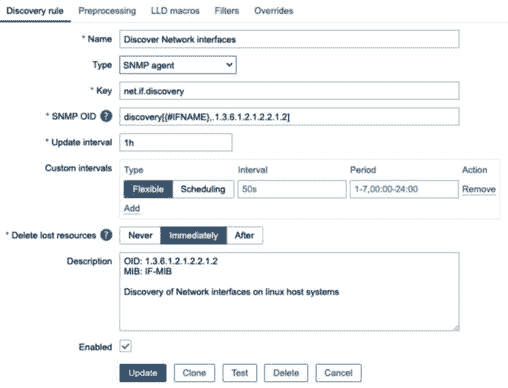 Discovery rule Preprocessing LLD macros Filters Overrides
* Name Discover Network interfaces
Type SNMP agent
* Key net.if.discovery
* SNMP OID ? discovery[{#IFNAME},.1.3.6.1.2.1.2.2.1.2]
* Update interval 1h
Custom intervals Type Interval Period Action
Flexible Scheduling 50s 1-7,00:00-24:00 Remove
Add
* Delete lost resources ? Never Immediately After
Description OID: 1.3.6.1.2.1.2.2.1.2
MIB: IF-MIB
Discovery of Network interfaces on linux host systems
Enabled
Update Clone Test Delete Cancel